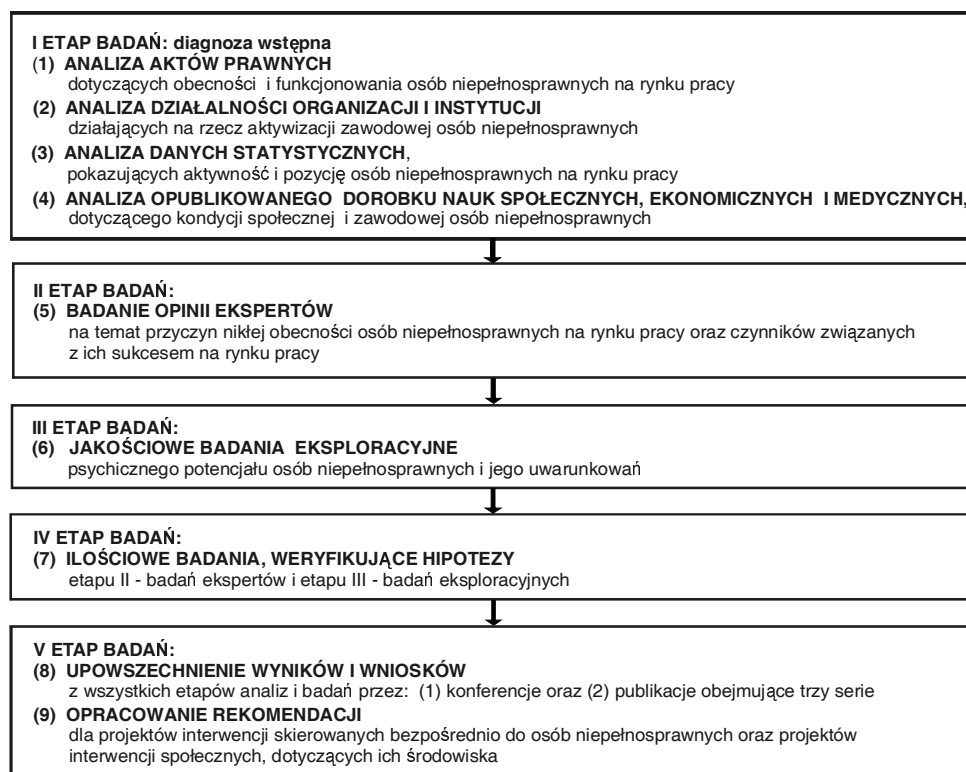 I ETAP BADAŃ: diagnoza wstępna
(1) ANALIZA AKTÓW PRAWNYCH
dotyczących obecności i funkcjonowania osób niepełnosprawnych na rynku pracy
(2) ANALIZA DZIAŁALNOŚCI ORGANIZACJI I INSTYTUCJI
działających na rzecz aktywizacji zawodowej osób niepełnosprawnych
(3) ANALIZA DANYCH STATYSTYCZNYCH,
pokazujących aktywność i pozycję osób niepełnosprawnych na rynku pracy
(4) ANALIZA OPUBLIKOWANEGO DOROBKU NAUK SPOŁECZNYCH, EKONOMICZNYCH I MEDYCZNYCH,
dotyczącego kondycji społecznej i zawodowej osób niepełnosprawnych
II ETAP BADAŃ:
(5) BADANIE OPINII EKSPERTÓW
na temat przyczyn nikłej obecności osób niepełnosprawnych na rynku pracy oraz czynników związanych
z ich sukcesem na rynku pracy
III ETAP BADAŃ:
(6) JAKOŚCIOWE BADANIA EKSPLORACYJNE
psychicznego potencjału osób niepełnosprawnych i jego uwarunkowań
IV ETAP BADAŃ:
(7) ILOŚCIOWE BADANIA, WERYFIKUJĄCE HIPOTEZY
etapu II - badań ekspertów i etapu III - badań eksploracyjnych
V ETAP BADAŃ:
(8) UPOWSZECHNIENIE WYNIKÓW I WNIOSKÓW
z wszystkich etapów analiz i badań przez: (1) konferencje oraz (2) publikacje obejmujące trzy serie
(9) OPRACOWANIE REKOMENDACJI
dla projektów interwencji skierowanych bezpośrednio do osób niepełnosprawnych oraz projektów
interwencji społecznych, dotyczących ich środowiska